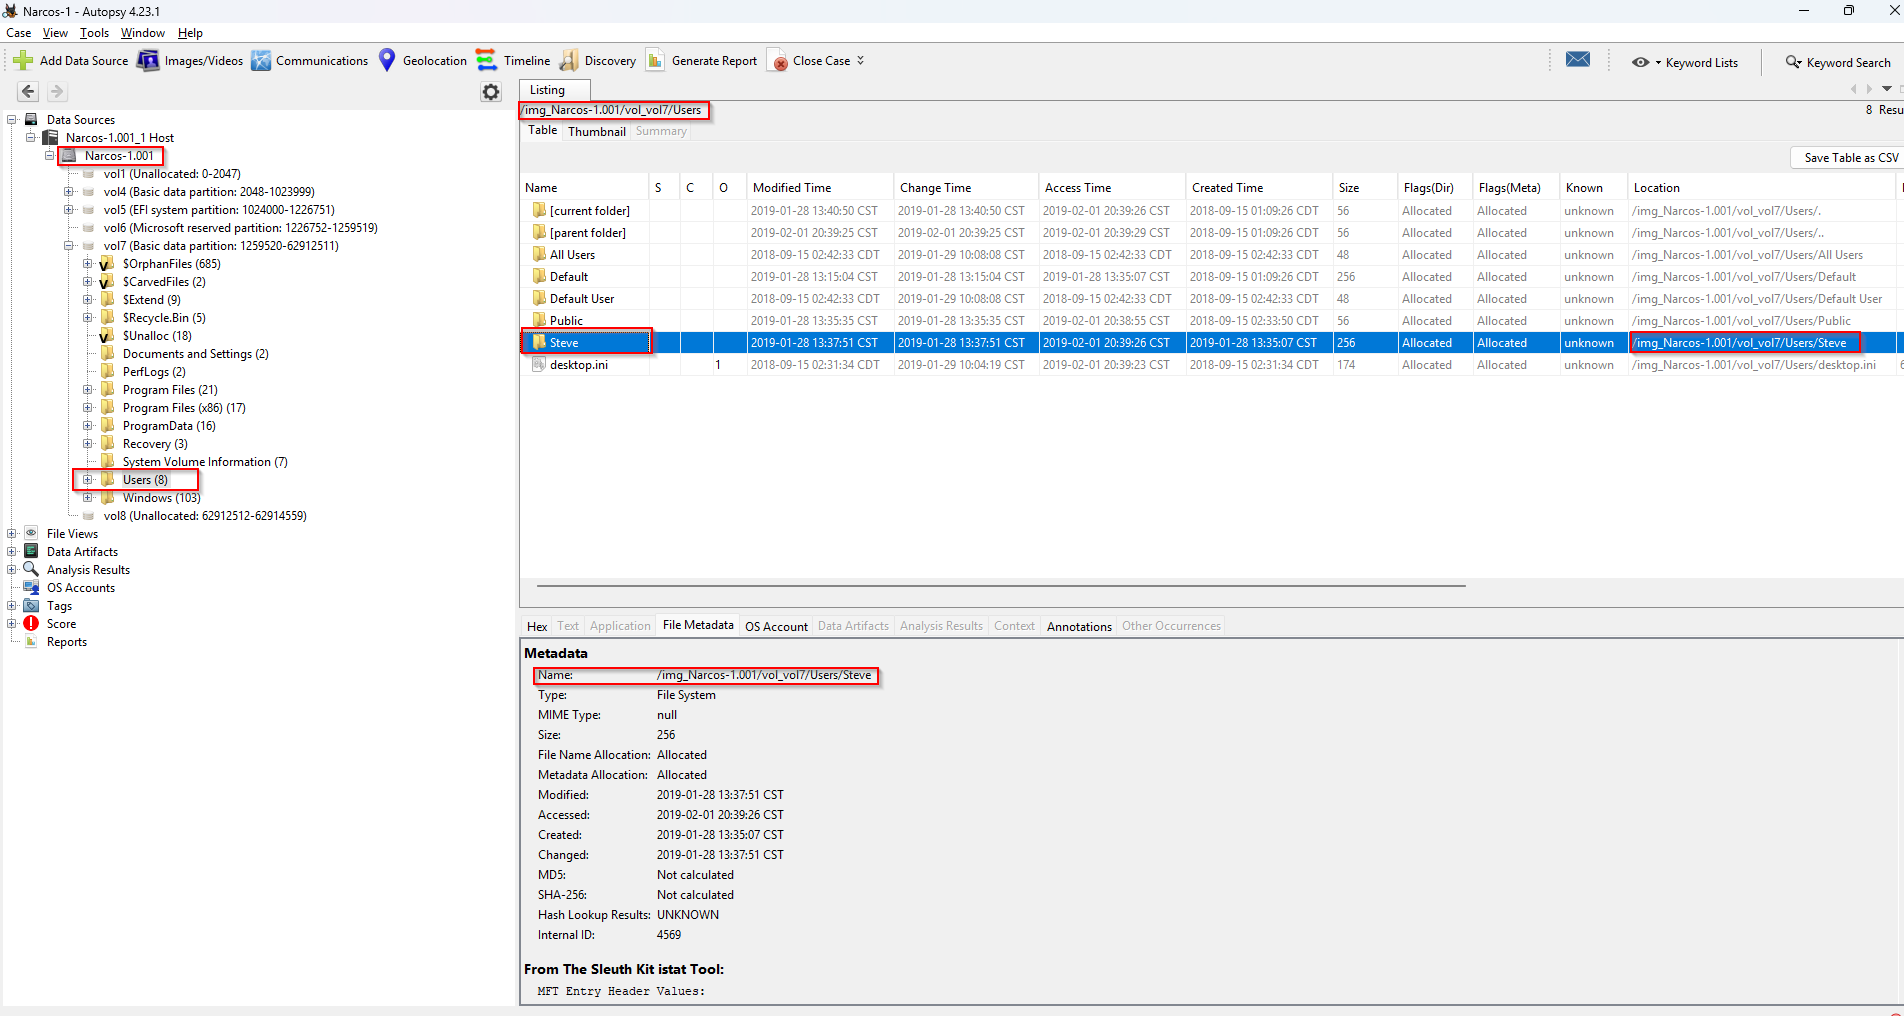 Narcos-1 - Autopsy 4.23.1
Case View Tools Window Help
Add Data Source Images/Videos Communications Geolocation Timeline Discovery Generate Report Close Case Keyword Lists Keyword Search
Data Sources
Narcos-1.001_1 Host
Narcos-1.001
vol1 (Unallocated: 0-2047)
vol4 (Basic data partition: 2048-1023999)
vol5 (EFI system partition: 1024000-1226751)
vol6 (Microsoft reserved partition: 1226752-1259519)
vol7 (Basic data partition: 1259520-62912511)
$OrphanFiles (685)
$CarvedFiles (2)
$Extend (9)
$Recycle.Bin (5)
$Unalloc (18)
Documents and Settings (2)
PerfLogs (2)
Program Files (21)
Program Files (x86) (17)
ProgramData (16)
Recovery (3)
System Volume Information (7)
Users (8)
Windows (103)
vol8 (Unallocated: 62912512-62914559)
File Views
Data Artifacts
Analysis Results
OS Accounts
Tags
Score
Reports
Listing
/img_Narcos-1.001/vol_vol7/Users
8 Resu
Table Thumbnail Summary
Save Table as CSV
Name S C O Modified Time Change Time Access Time Created Time Size Flags(Dir) Flags(Meta) Known Location
[current folder] 2019-01-28 13:40:50 CST 2019-01-28 13:40:50 CST 2019-02-01 20:39:26 CST 2018-09-15 01:09:26 CDT 56 Allocated Allocated unknown /img_Narcos-1.001/vol_vol7/Users/.
[parent folder] 2019-02-01 20:39:25 CST 2019-02-01 20:39:25 CST 2019-02-01 20:39:29 CST 2018-09-15 01:09:26 CDT 56 Allocated Allocated unknown /img_Narcos-1.001/vol_vol7/Users/..
All Users 2018-09-15 02:42:33 CDT 2019-01-29 10:08:08 CST 2018-09-15 02:42:33 CDT 2018-09-15 02:42:33 CDT 48 Allocated Allocated unknown /img_Narcos-1.001/vol_vol7/Users/All Users
Default 2019-01-28 13:15:04 CST 2019-01-28 13:15:04 CST 2019-01-28 13:35:07 CST 2018-09-15 01:09:26 CDT 256 Allocated Allocated unknown /img_Narcos-1.001/vol_vol7/Users/Default
Default User 2018-09-15 02:42:33 CDT 2019-01-29 10:08:08 CST 2018-09-15 02:42:33 CDT 2018-09-15 02:42:33 CDT 48 Allocated Allocated unknown /img_Narcos-1.001/vol_vol7/Users/Default User
Public 2019-01-28 13:35:35 CST 2019-01-28 13:35:35 CST 2019-02-01 20:38:55 CST 2018-09-15 02:33:50 CDT 56 Allocated Allocated unknown /img_Narcos-1.001/vol_vol7/Users/Public
Steve 2019-01-28 13:37:51 CST 2019-01-28 13:37:51 CST 2019-02-01 20:39:26 CST 2019-01-28 13:35:07 CST 256 Allocated Allocated unknown /img_Narcos-1.001/vol_vol7/Users/Steve
desktop.ini 1 2018-09-15 02:31:34 CDT 2019-01-29 10:04:19 CST 2019-02-01 20:39:23 CST 2018-09-15 02:31:34 CDT 174 Allocated Allocated unknown /img_Narcos-1.001/vol_vol7/Users/desktop.ini
Hex Text Application File Metadata OS Account Data Artifacts Analysis Results Context Annotations Other Occurrences
Metadata
Name: /img_Narcos-1.001/vol_vol7/Users/Steve
Type: File System
MIME Type: null
Size: 256
File Name Allocation: Allocated
Metadata Allocation: Allocated
Modified: 2019-01-28 13:37:51 CST
Accessed: 2019-02-01 20:39:26 CST
Created: 2019-01-28 13:35:07 CST
Changed: 2019-01-28 13:37:51 CST
MD5: Not calculated
SHA-256: Not calculated
Hash Lookup Results: UNKNOWN
Internal ID: 4569
From The Sleuth Kit istat Tool:
MFT Entry Header Values: